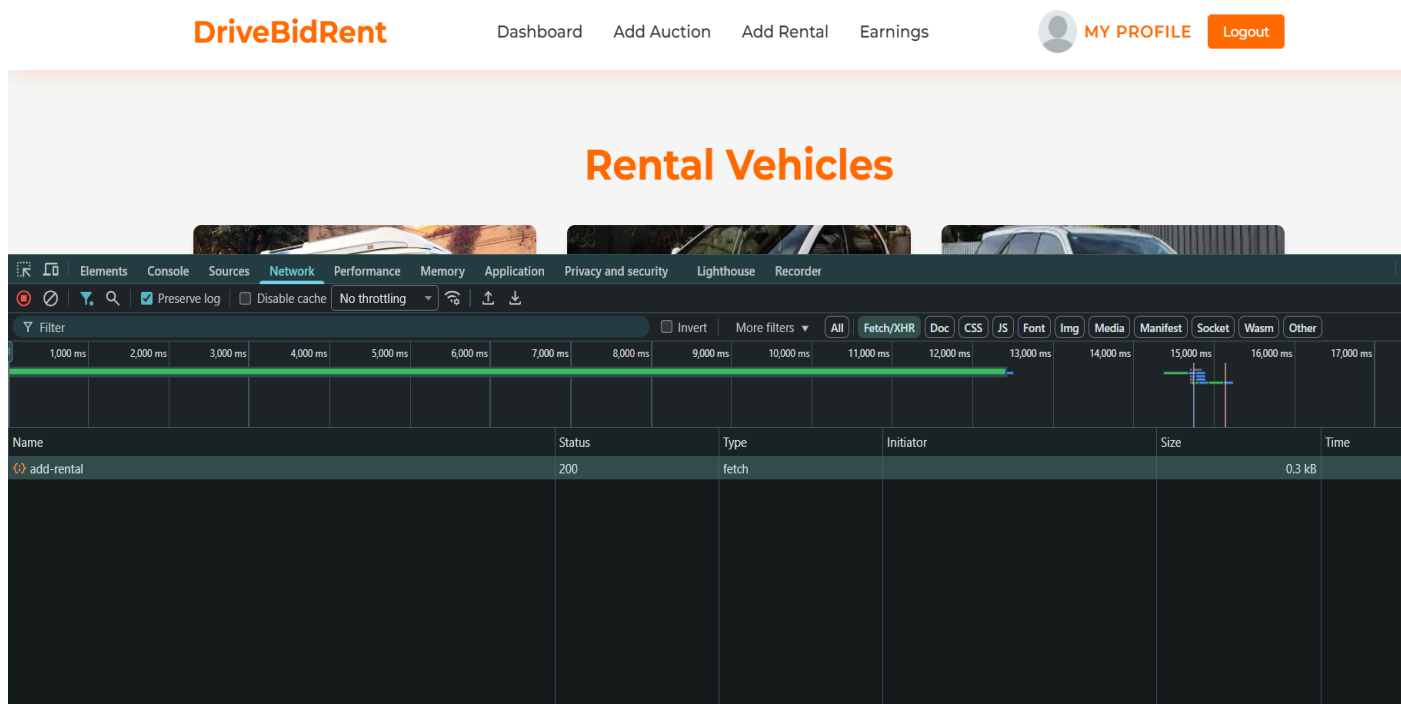 DriveBidRent Dashboard Add Auction Add Rental Earnings MY PROFILE Logout
Rental Vehicles
Elements Console Sources Network Performance Memory Application Privacy and security Lighthouse Recorder
Preserve log Disable cache No throttling
Filter Invert More filters All Fetch/XHR Doc CSS JS Font Img Media Manifest Socket Wasm Other
1,000 ms 2,000 ms 3,000 ms 4,000 ms 5,000 ms 6,000 ms 7,000 ms 8,000 ms 9,000 ms 10,000 ms 11,000 ms 12,000 ms 13,000 ms 14,000 ms 15,000 ms 16,000 ms 17,000 ms
Name Status Type Initiator Size Time
add-rental 200 fetch 0.3 kB